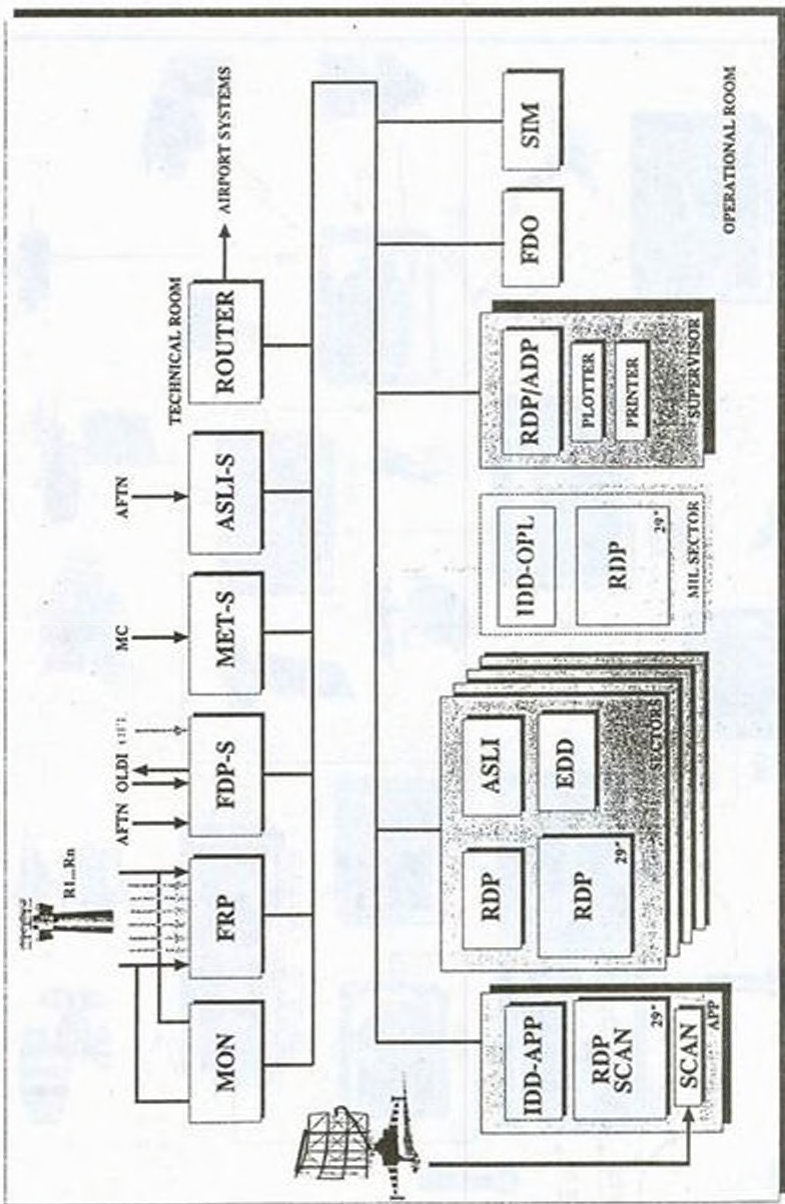 R1...Rn
AFTN OLDI
MC
AFTN
TECHNICAL ROOM
MON
FRP
FDP-S
MET-S
ASLI-S
ROUTER
AIRPORT SYSTEMS
IDD-APP
RDP
SCAN
29"
SCAN
APP
RDP
ASLI
RDP
29"
EDD
SECTORS
IDD-OPL
RDP
29"
MIL SECTOR
RDP/ADP
PLOTTER
PRINTER
SUPERVISOR
FDO
SIM
OPERATIONAL ROOM